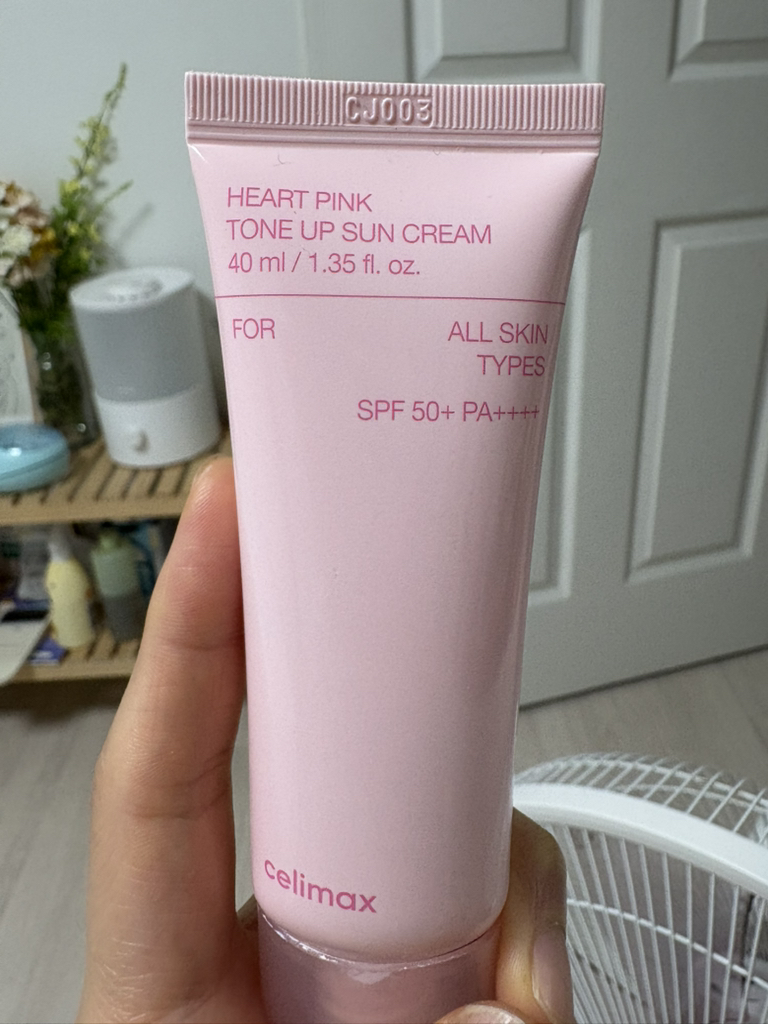 CJ003
HEART PINK
TONE UP SUN CREAM
40 ml / 1.35 fl. oz.
FOR ALL SKIN
TYPES
SPF 50+ PA++++
celimax